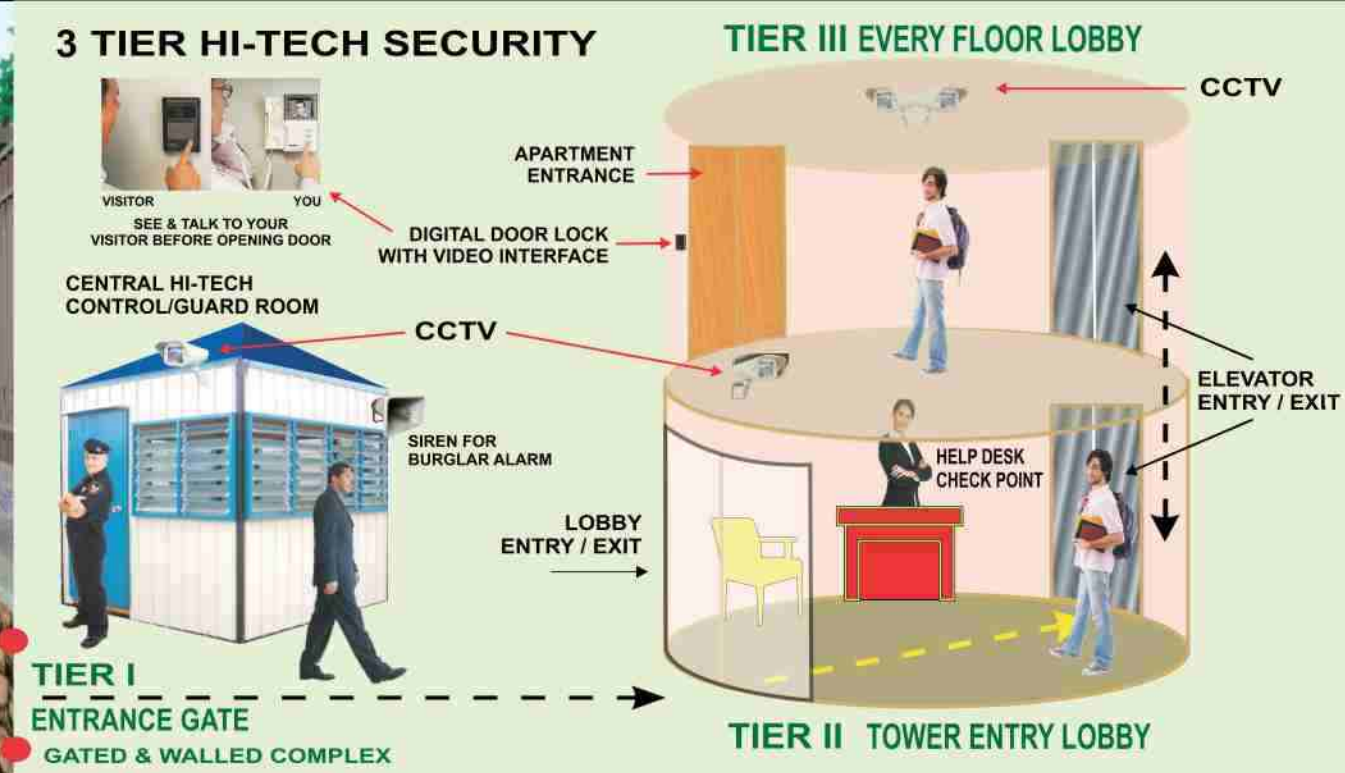 3 TIER HI-TECH SECURITY
VISITOR
YOU
SEE & TALK TO YOUR
VISITOR BEFORE OPENING DOOR
CENTRAL HI-TECH
CONTROL/GUARD ROOM
CCTV
SIREN FOR
BURGLAR ALARM
TIER I
ENTRANCE GATE
GATED & WALLED COMPLEX
TIER III EVERY FLOOR LOBBY
CCTV
APARTMENT
ENTRANCE
DIGITAL DOOR LOCK
WITH VIDEO INTERFACE
ELEVATOR
ENTRY / EXIT
HELP DESK
CHECK POINT
LOBBY
ENTRY / EXIT
TIER II TOWER ENTRY LOBBY